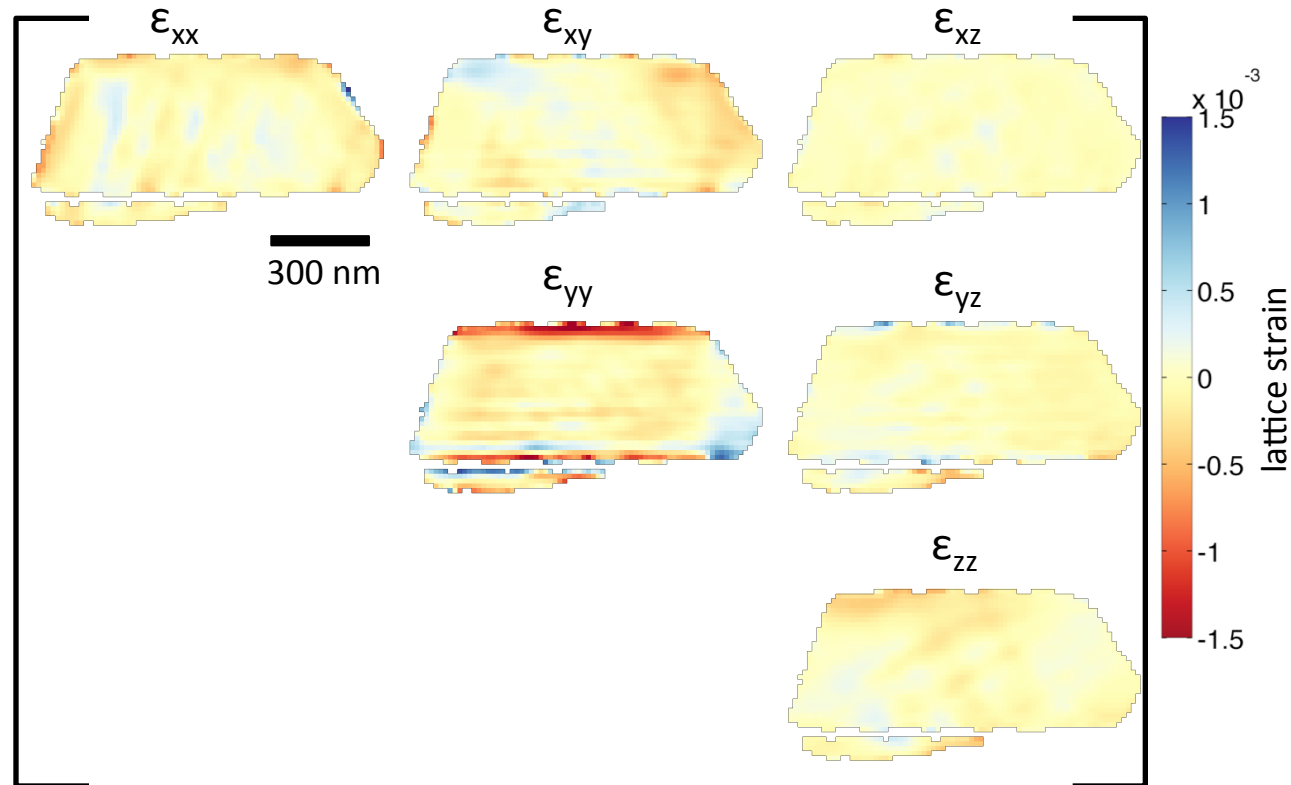 εxx
εxy
εxz
x 10-3
1.5
1
0.5
0
-0.5
-1
-1.5
lattice strain
300 nm
εyy
εyz
εzz